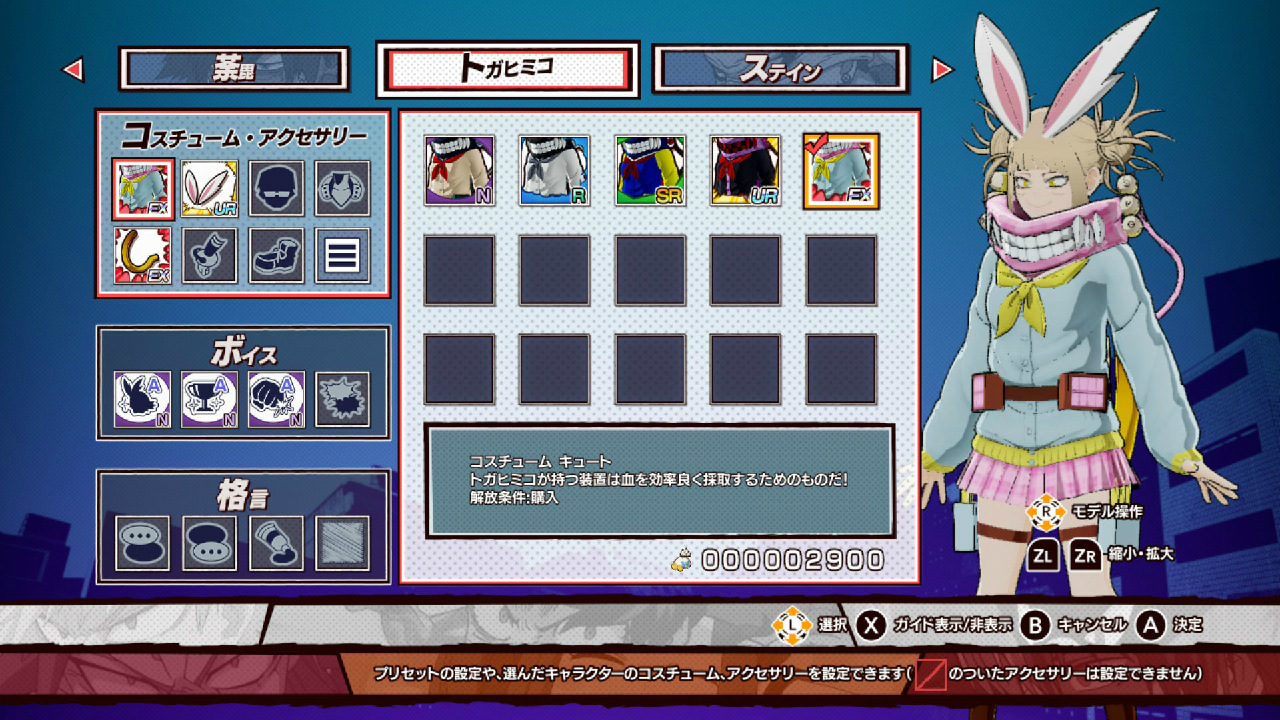 荼毘
トガヒミコ
ステイン
コスチューム・アクセサリー
EX
UR
EX
N
R
SR
UR
EX
ボイス
A N
A N
A N
格言
コスチューム キュート
トガヒミコが持つ装置は血を効率良く採取するためのものだ!
解放条件:購入
000002900
R モデル操作
ZL ZR 縮小・拡大
L 選択 X ガイド表示/非表示 B キャンセル A 決定
プリセットの設定や、選んだキャラクターのコスチューム、アクセサリーを設定できます( のついたアクセサリーは設定できません)